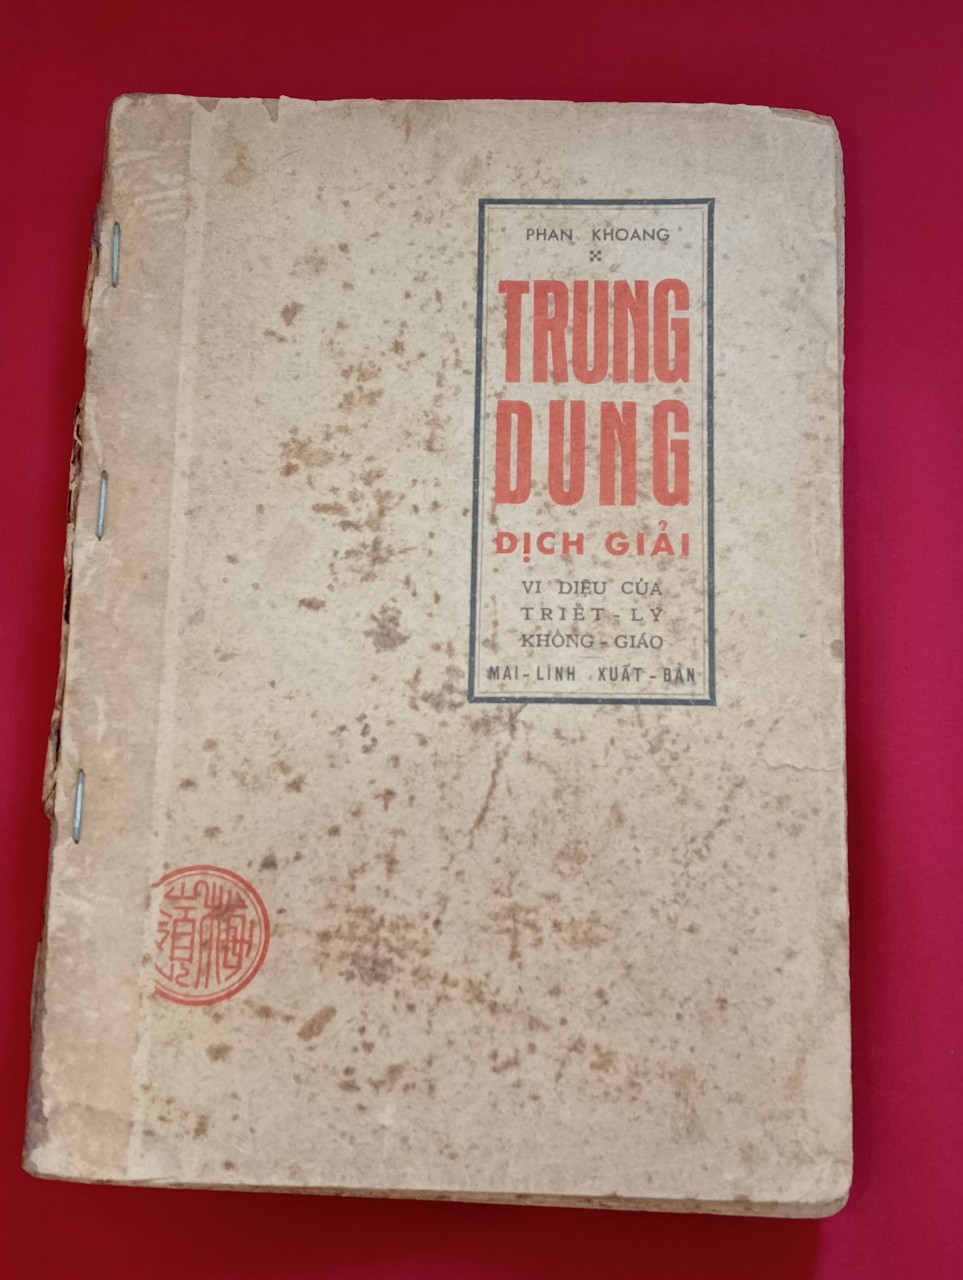 PHAN KHOANG
TRUNG
DUNG
DỊCH GIẢI
VI DIỆU CỦA
TRIẾT-LÝ
KHỔNG-GIÁO
MAI-LĨNH XUẤT-BẢN